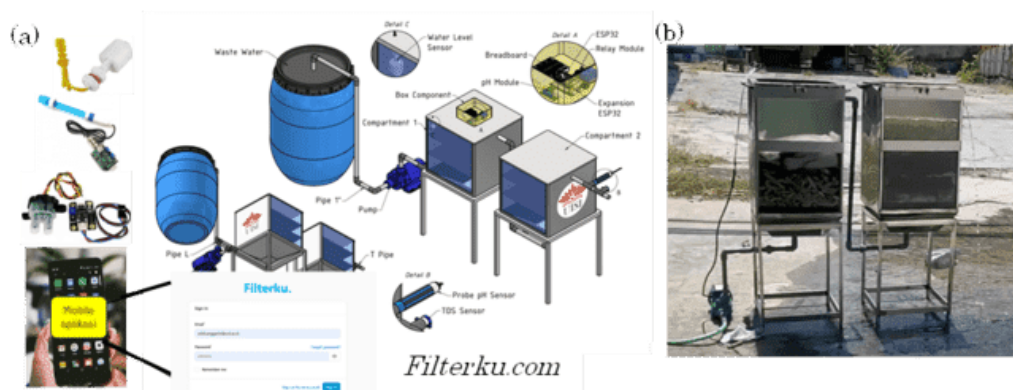 (a)
Waste Water
Detail C
Water Level
Sensor
Detail A
ESP32
Relay Module
Breadboard
pH Module
Expansion
ESP32
Box Component
Compartment 1
Compartment 2
Pipe 1"
Pump
Pipe L
T Pipe
Detail B
Probe pH Sensor
TDS Sensor
Mobile
aplikasi
Filterku.
Sign in
Email
Password
Remember me
Filterku.com
(b)